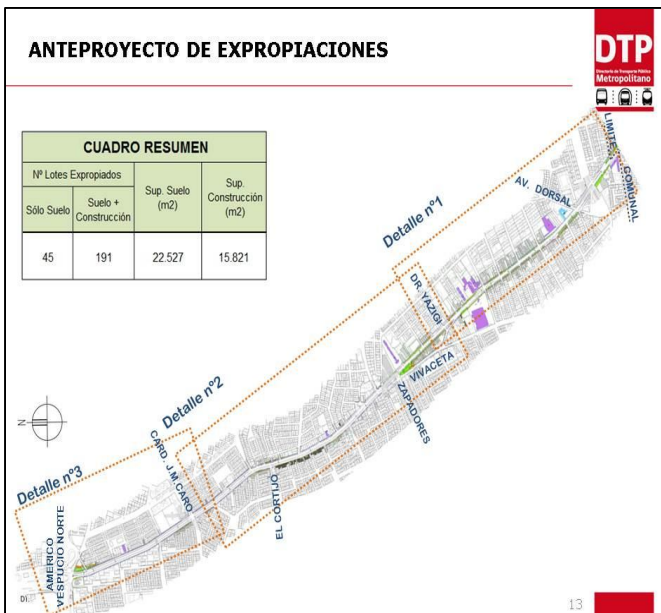 ANTEPROYECTO DE EXPROPIACIONES
DTP
Directorio de Transporte Público
Metropolitano
CUADRO RESUMEN
Nº Lotes Expropiados
Sup. Suelo
(m2)
Sup.
Construcción
(m2)
Sólo Suelo
Suelo +
Construcción
45
191
22.527
15.821
LIMITE
COMUNAL
AV. DORSAL
Detalle nº1
DR. YAZIGI
VIVACETA
ZAPADORES
Detalle nº2
N
CARD. J.M. CARO
EL CORTIJO
Detalle nº3
AMERICO
VESPUCIO NORTE
DI
13